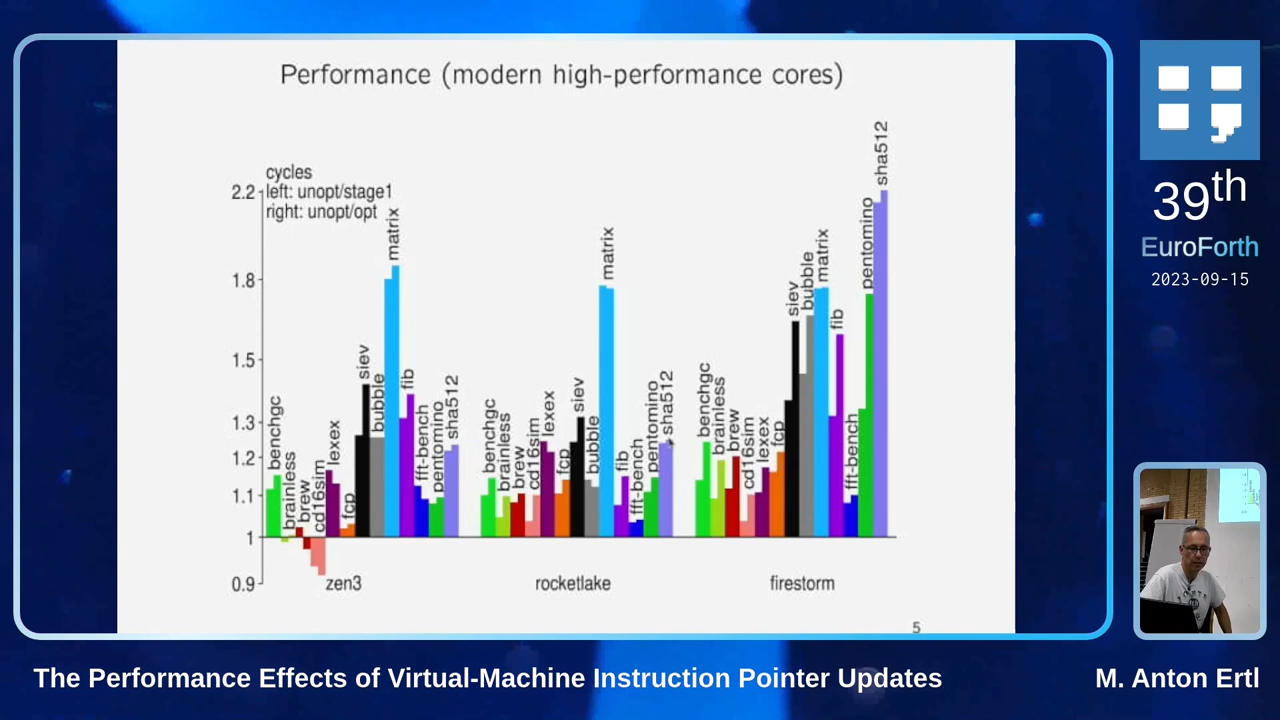 Performance (modern high-performance cores)
cycles
left: unopt/stage1
right: unopt/opt
2.2
1.8
1.5
1.3
1.2
1.1
1
0.9
benchgc
brainless
brew
cd16sim
lexex
fcp
siev
bubble
matrix
fib
fft-bench
pentomino
sha512
zen3
benchgc
brainless
brew
cd16sim
lexex
fcp
siev
bubble
matrix
fib
fft-bench
pentomino
sha512
rocketlake
benchgc
brainless
brew
cd16sim
lexex
fcp
siev
bubble
matrix
fib
fft-bench
pentomino
sha512
firestorm
5
39th
EuroForth
2023-09-15
The Performance Effects of Virtual-Machine Instruction Pointer Updates
M. Anton Ertl